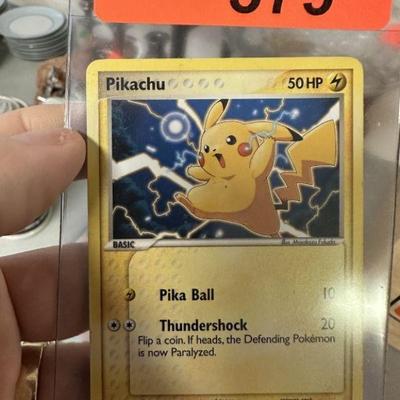 375
Pikachu
50 HP
BASIC
Pika Ball 10
Thundershock 20
Flip a coin. If heads, the Defending Pokémon
is now Paralyzed.